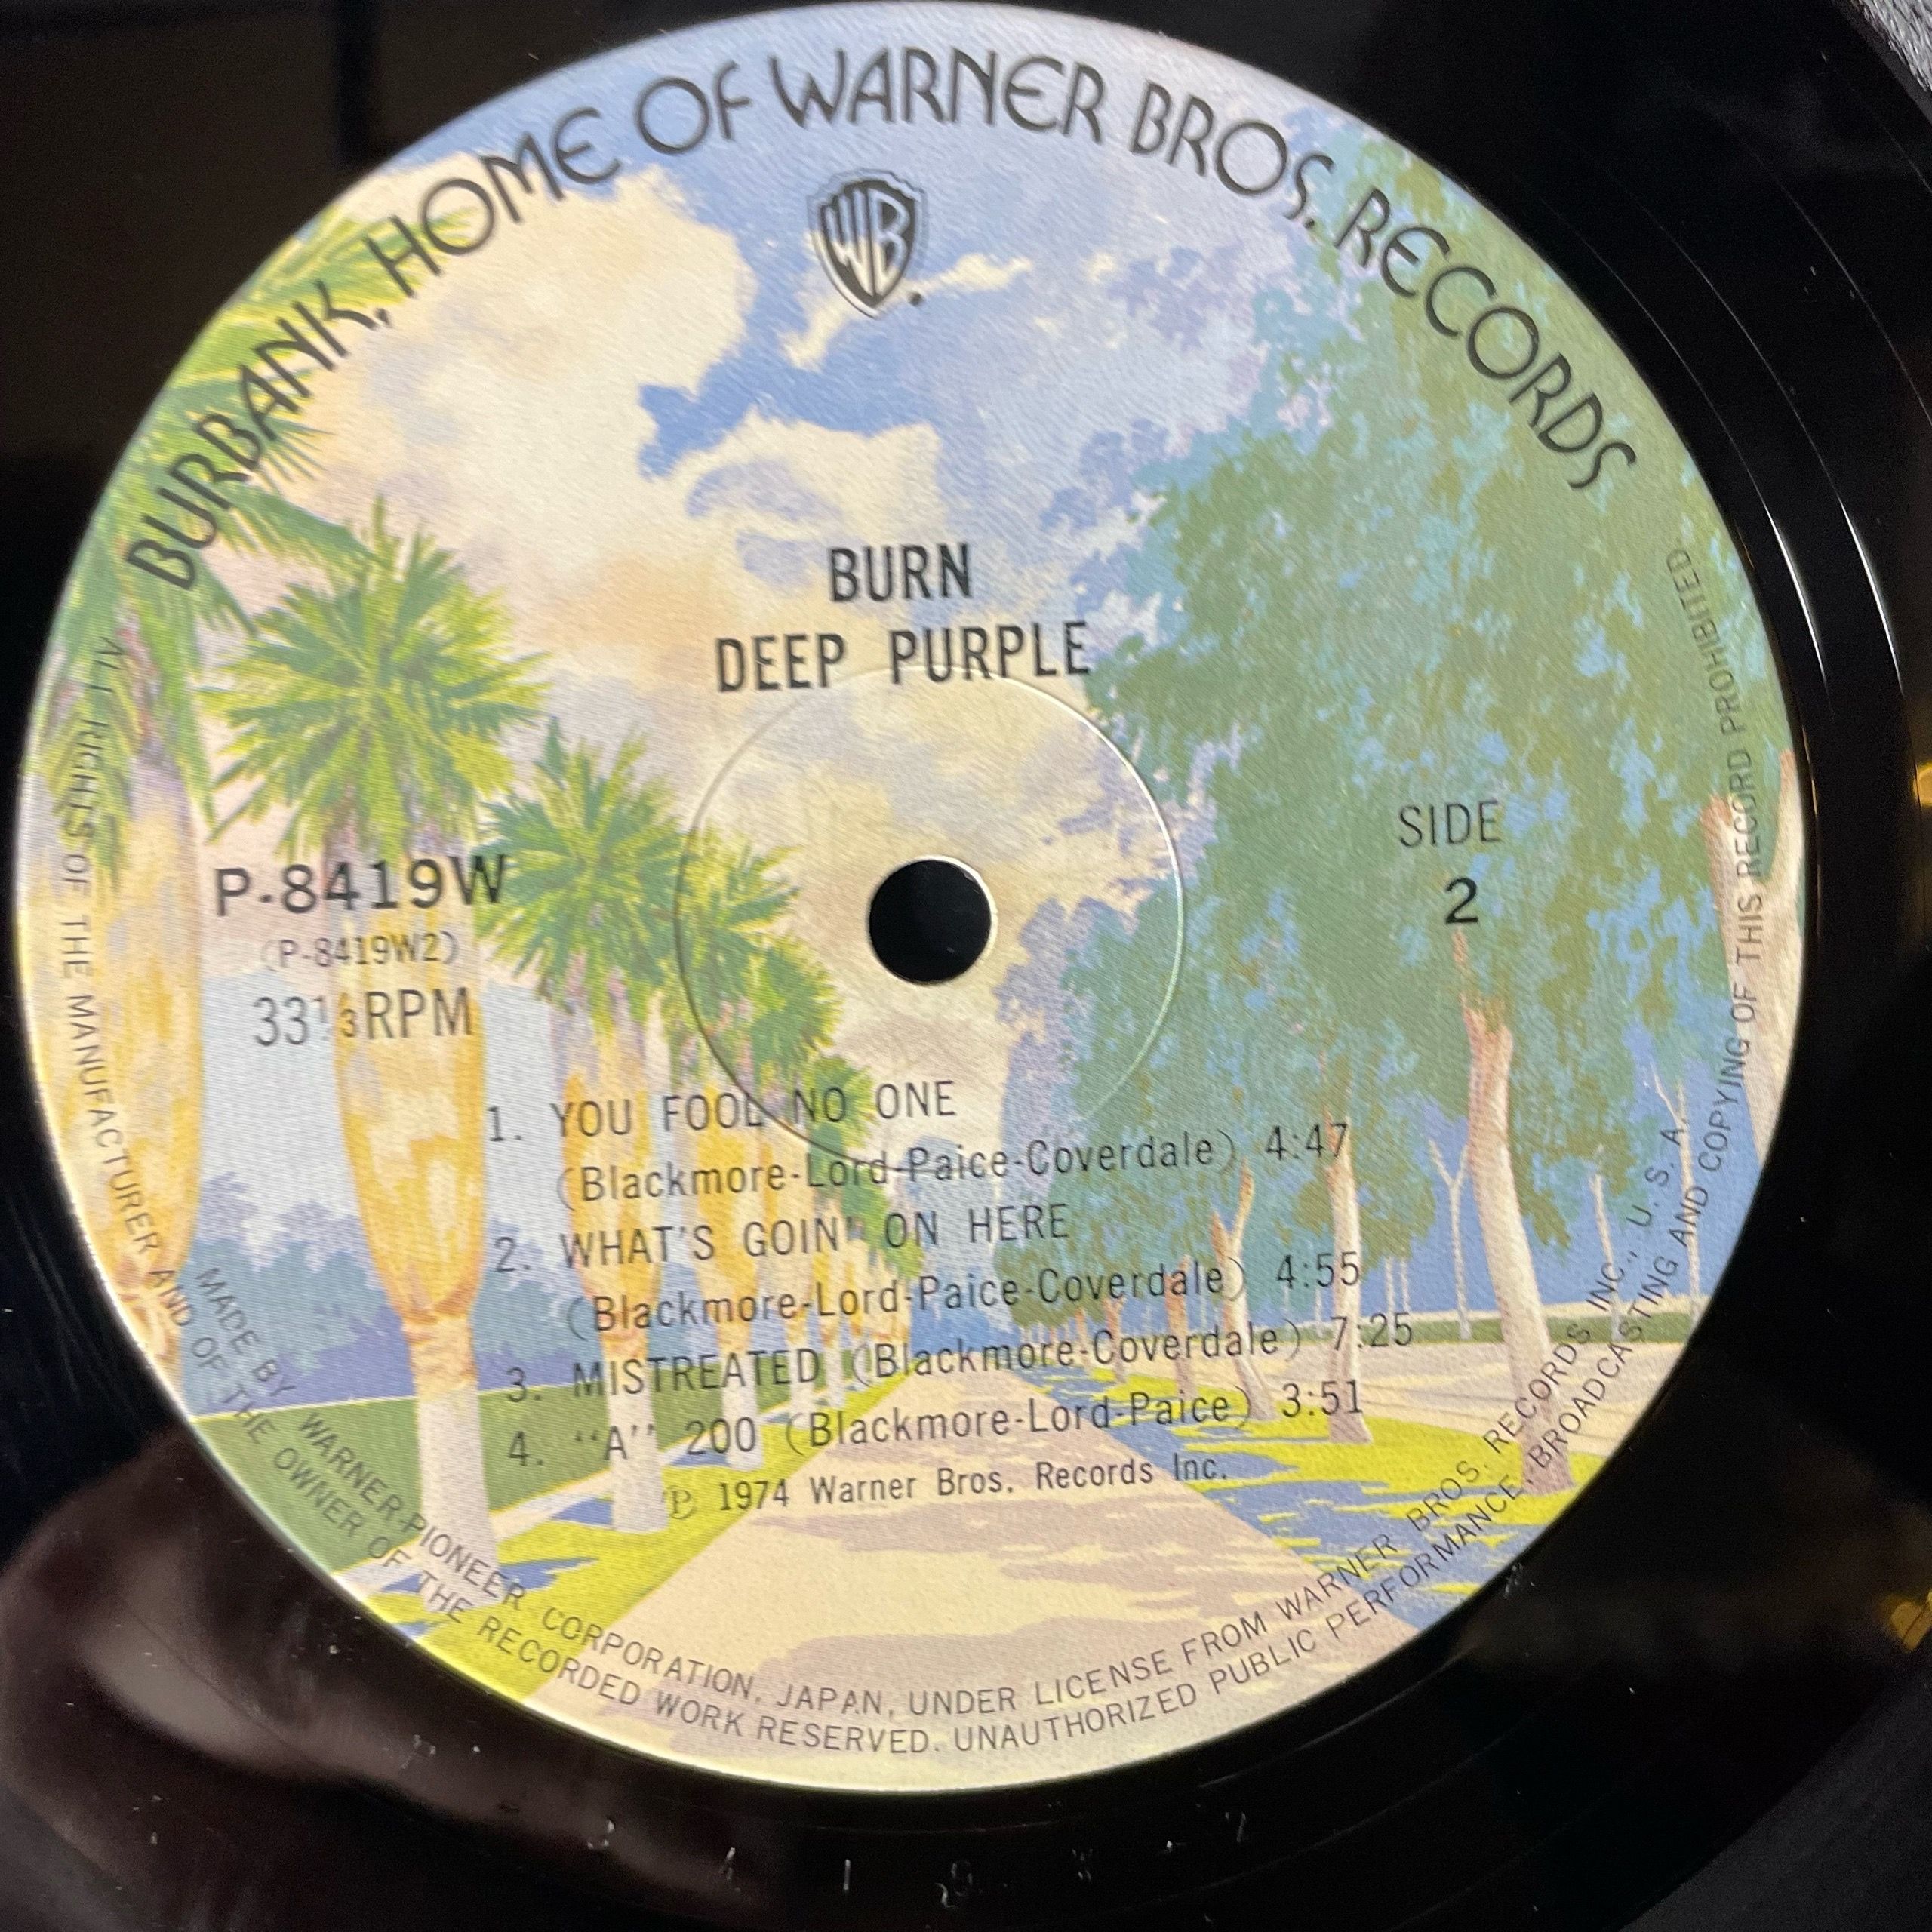 BURBANK, HOME OF WARNER BROS. RECORDS
WB
BURN
DEEP PURPLE
P-8419W
(P-8419W2)
33⅓RPM
SIDE
2
1. YOU FOOL NO ONE
(Blackmore-Lord-Paice-Coverdale) 4:47
2. WHAT'S GOIN' ON HERE
(Blackmore-Lord-Paice-Coverdale) 4:55
3. MISTREATED (Blackmore-Coverdale) 7:25
4. “A” 200 (Blackmore-Lord-Paice) 3:51
Ⓟ 1974 Warner Bros. Records Inc.
MADE BY WARNER-PIONEER CORPORATION, JAPAN, UNDER LICENSE FROM WARNER BROS. RECORDS INC., U. S. A.
ALL RIGHTS OF THE MANUFACTURER AND OF THE OWNER OF THE RECORDED WORK RESERVED. UNAUTHORIZED PUBLIC PERFORMANCE, BROADCASTING AND COPYING OF THIS RECORD PROHIBITED.